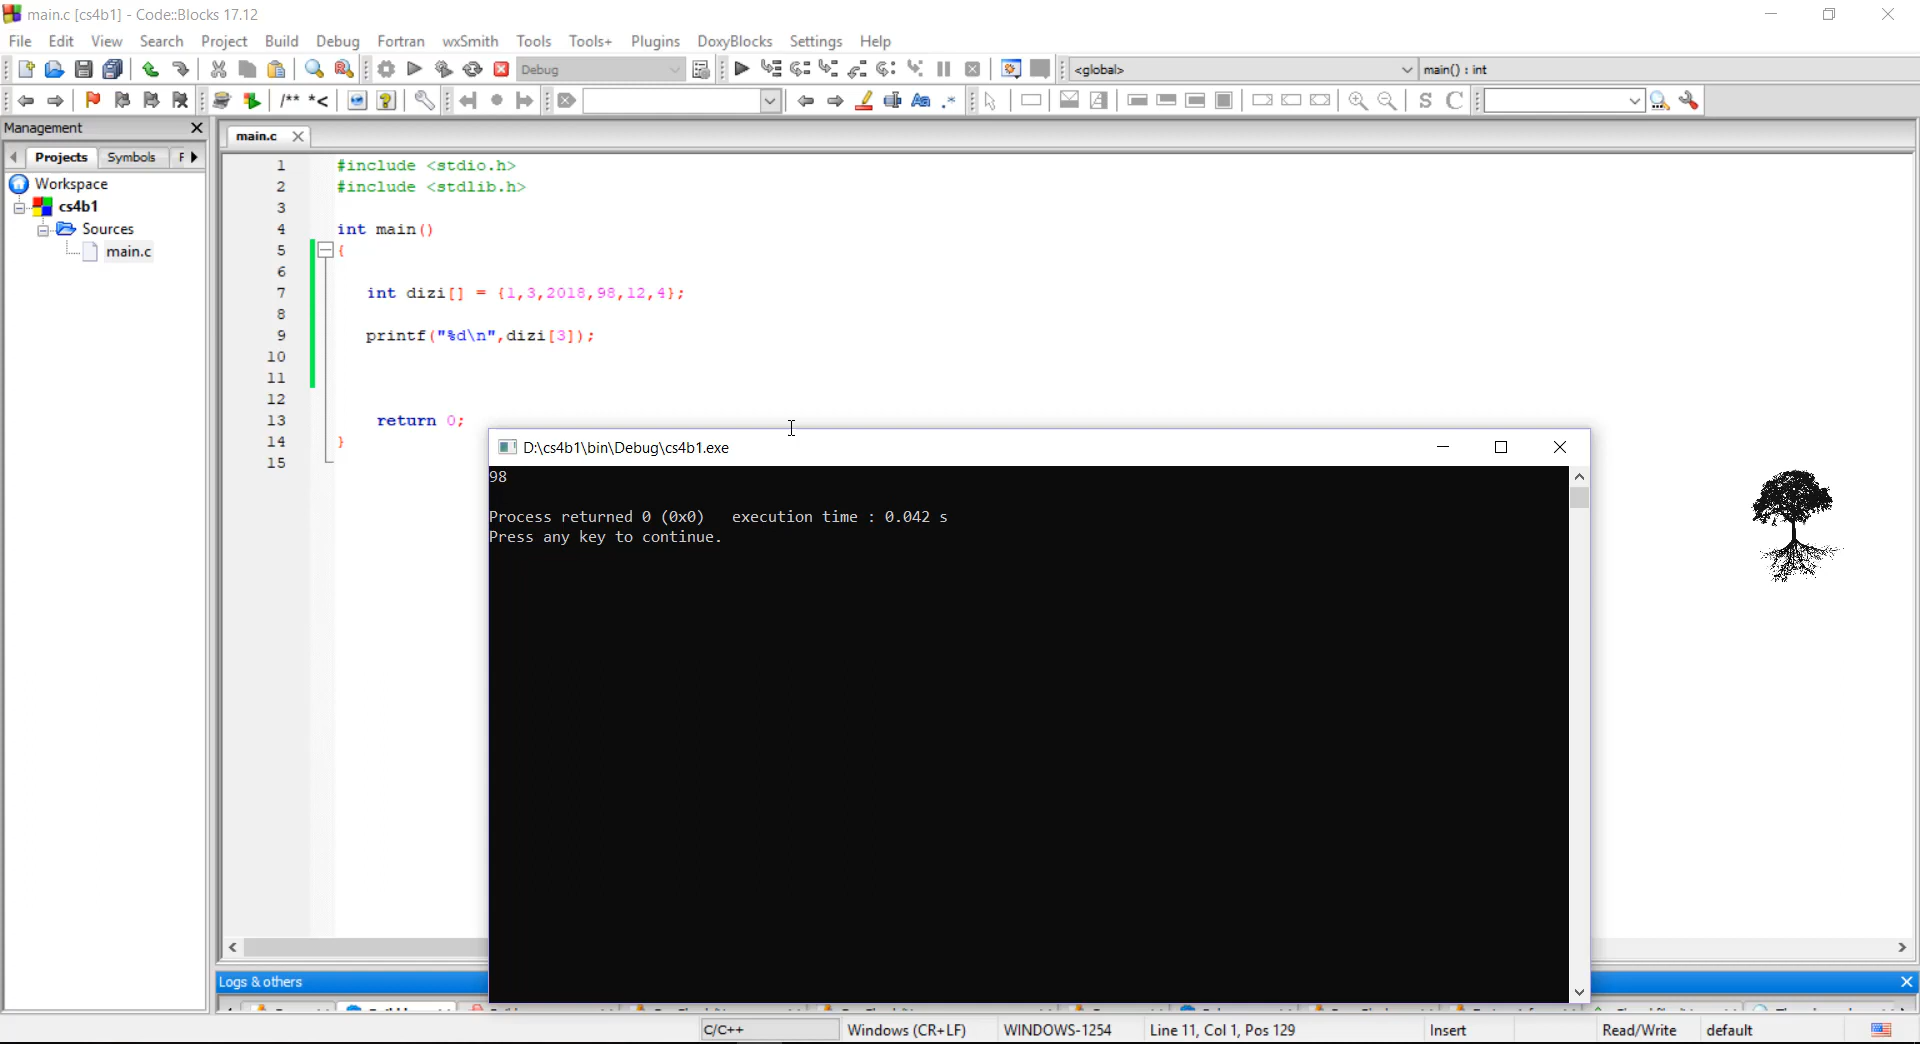 main.c [cs4b1] - Code::Blocks 17.12
File Edit View Search Project Build Debug Fortran wxSmith Tools Tools+ Plugins DoxyBlocks Settings Help
Debug <global> main() : int
/** *< Aa .* S C
Management
main.c
Projects Symbols F
Workspace
cs4b1
Sources
main.c
1 #include <stdio.h>
2 #include <stdlib.h>
3
4 int main()
5 {
6
7 int dizi[] = {1,3,2018,98,12,4};
8
9 printf("%d\n",dizi[3]);
10
11
12
13 return 0;
14 }
15
D:\cs4b1\bin\Debug\cs4b1.exe
98
Process returned 0 (0x0) execution time : 0.042 s
Press any key to continue.
Logs & others
C/C++ Windows (CR+LF) WINDOWS-1254 Line 11, Col 1, Pos 129 Insert Read/Write default